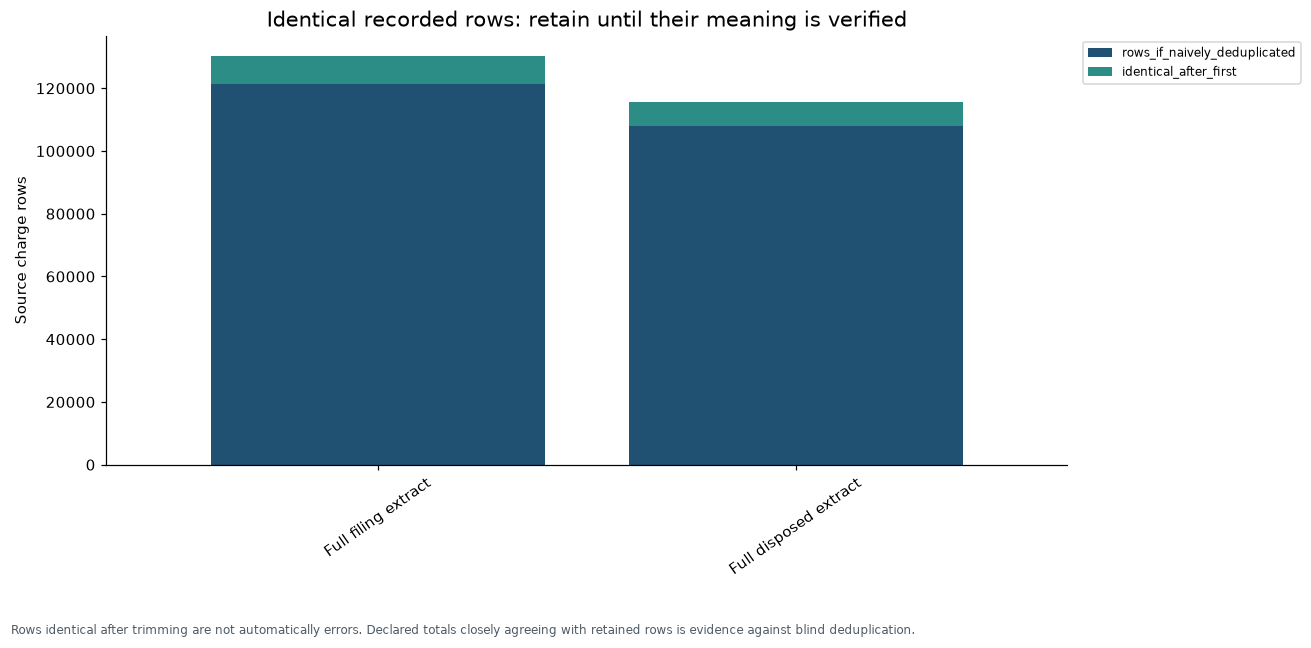 Identical recorded rows: retain until their meaning is verified
rows_if_naively_deduplicated
identical_after_first
Source charge rows
120000
100000
80000
60000
40000
20000
0
Full filing extract
Full disposed extract
Rows identical after trimming are not automatically errors. Declared totals closely agreeing with retained rows is evidence against blind deduplication.